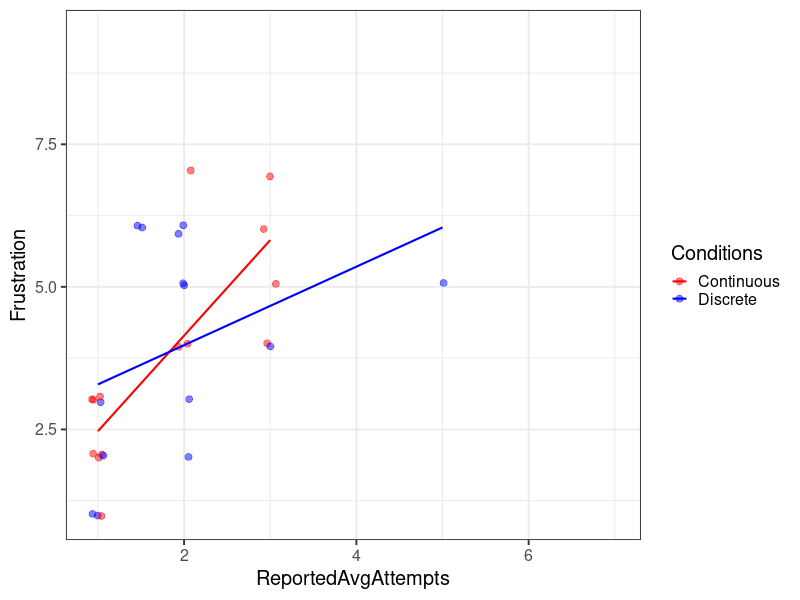 7.5
5.0
2.5
Frustration
2
4
6
ReportedAvgAttempts
Conditions
Continuous
Discrete